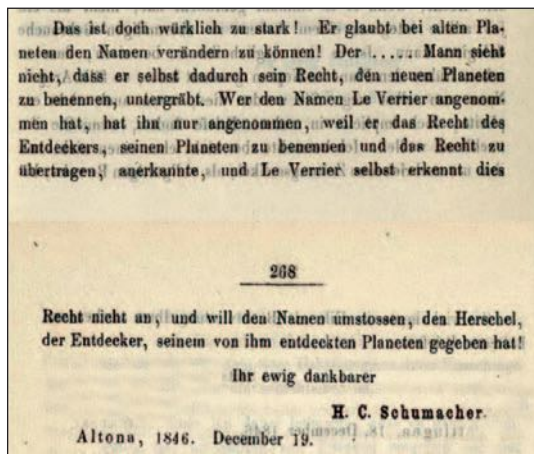 Das ist doch würklich zu stark! Er glaubt bei alten Pla-
neten den Namen verändern zu können! Der ..... Mann sieht
nicht, dass er selbst dadurch sein Recht, den neuen Planeten
zu benennen, untergräbt. Wer den Namen Le Verrier angenom-
men hat, hat ihn nur angenommen, weil er das Recht des
Entdeckers, seinen Planeten zu benennen und das Recht zu
übertragen, anerkannte, und Le Verrier selbst erkennt dies
268
Recht nicht an, und will den Namen umstossen, den Herschel,
der Entdecker, seinem von ihm entdeckten Planeten gegeben hat!
Ihr ewig dankbarer
H. C. Schumacher.
Altona, 1846. December 19.